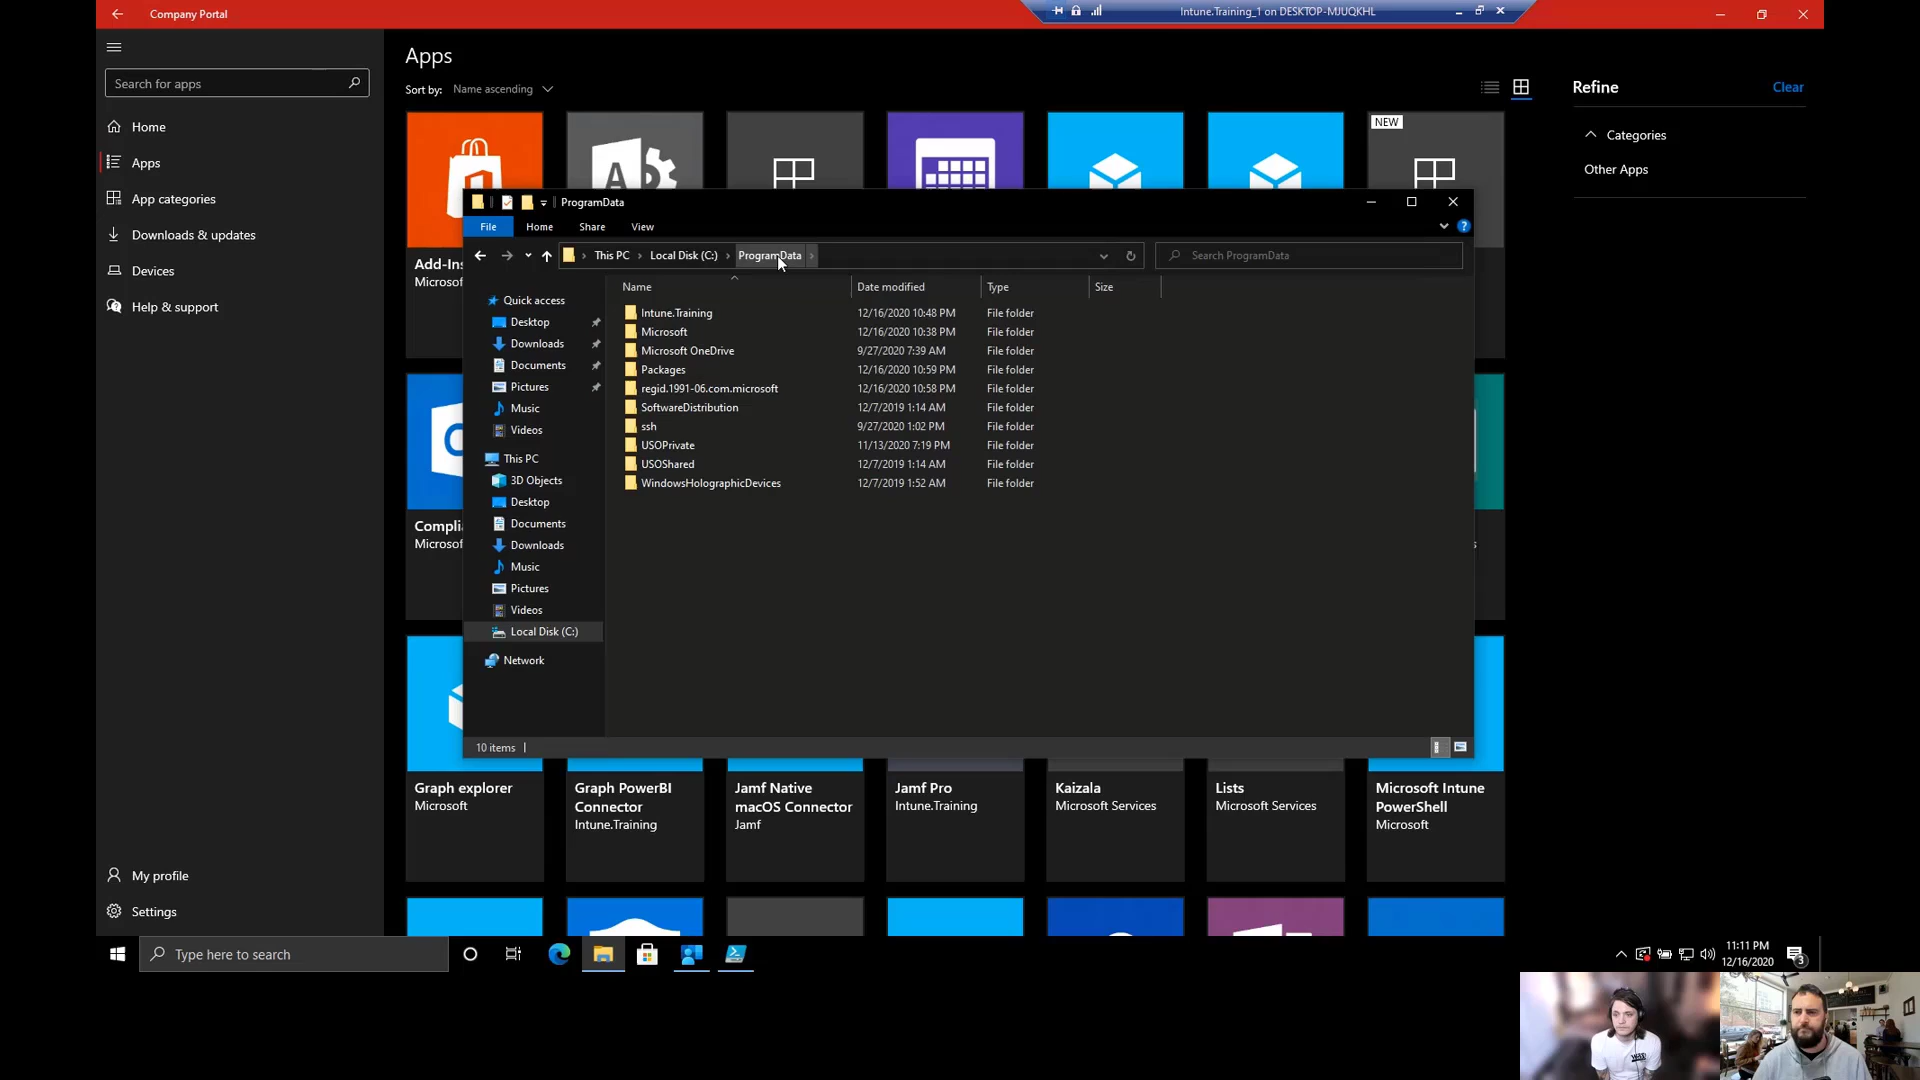 Company Portal
Intune.Training_1 on DESKTOP-MJUQKHL
Search for apps
Home
Apps
App categories
Downloads & updates
Devices
Help & support
My profile
Settings
Apps
Sort by: Name ascending
NEW
Refine
Clear
Categories
Other Apps
Add-Ins
Microsof
ProgramData
File
Home
Share
View
This PC
Local Disk (C:)
ProgramData
Search ProgramData
Name
Date modified
Type
Size
Intune.Training 12/16/2020 10:48 PM File folder
Microsoft 12/16/2020 10:38 PM File folder
Microsoft OneDrive 9/27/2020 7:39 AM File folder
Packages 12/16/2020 10:59 PM File folder
regid.1991-06.com.microsoft 12/16/2020 10:58 PM File folder
SoftwareDistribution 12/7/2019 1:14 AM File folder
ssh 9/27/2020 1:02 PM File folder
USOPrivate 11/13/2020 7:19 PM File folder
USOShared 12/7/2019 1:14 AM File folder
WindowsHolographicDevices 12/7/2019 1:52 AM File folder
Quick access
Desktop
Downloads
Documents
Pictures
Music
Videos
This PC
3D Objects
Desktop
Documents
Downloads
Music
Pictures
Videos
Local Disk (C:)
Network
10 items
Complia
Microsof
Graph explorer
Microsoft
Graph PowerBI
Connector
Intune.Training
Jamf Native
macOS Connector
Jamf
Jamf Pro
Intune.Training
Kaizala
Microsoft Services
Lists
Microsoft Services
Microsoft Intune
PowerShell
Microsoft
Type here to search
11:11 PM
12/16/2020
3